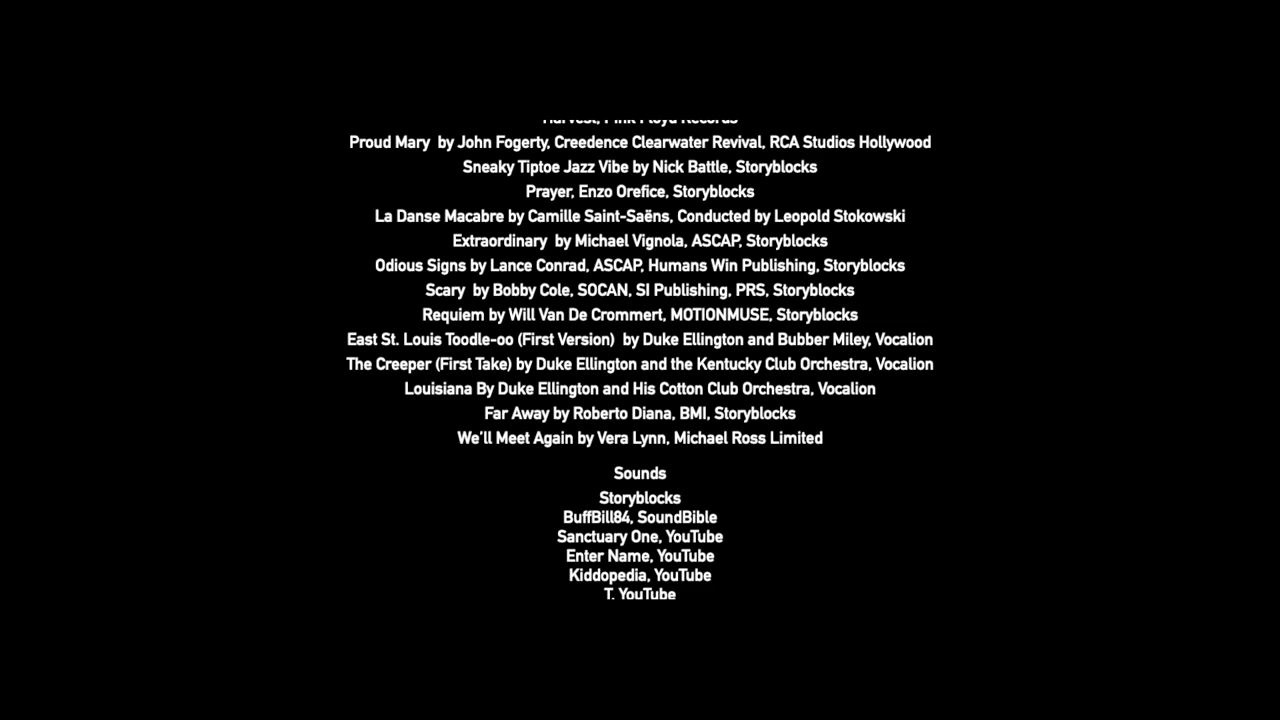 Harvest, Pink Floyd Records
Proud Mary  by John Fogerty, Creedence Clearwater Revival, RCA Studios Hollywood
Sneaky Tiptoe Jazz Vibe by Nick Battle, Storyblocks
Prayer, Enzo Orefice, Storyblocks
La Danse Macabre by Camille Saint-Saëns, Conducted by Leopold Stokowski
Extraordinary  by Michael Vignola, ASCAP, Storyblocks
Odious Signs by Lance Conrad, ASCAP, Humans Win Publishing, Storyblocks
Scary  by Bobby Cole, SOCAN, SI Publishing, PRS, Storyblocks
Requiem by Will Van De Crommert, MOTIONMUSE, Storyblocks
East St. Louis Toodle-oo (First Version)  by Duke Ellington and Bubber Miley, Vocalion
The Creeper (First Take) by Duke Ellington and the Kentucky Club Orchestra, Vocalion
Louisiana By Duke Ellington and His Cotton Club Orchestra, Vocalion
Far Away by Roberto Diana, BMI, Storyblocks
We'll Meet Again by Vera Lynn, Michael Ross Limited
Sounds
Storyblocks
BuffBill84, SoundBible
Sanctuary One, YouTube
Enter Name, YouTube
Kiddopedia, YouTube
T. YouTube